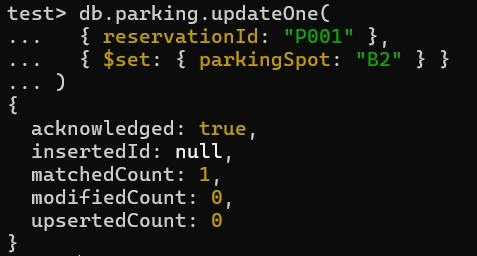 test> db.parking.updateOne(
...   { reservationId: "P001" },
...   { $set: { parkingSpot: "B2" } }
... )
{
  acknowledged: true,
  insertedId: null,
  matchedCount: 1,
  modifiedCount: 0,
  upsertedCount: 0
}